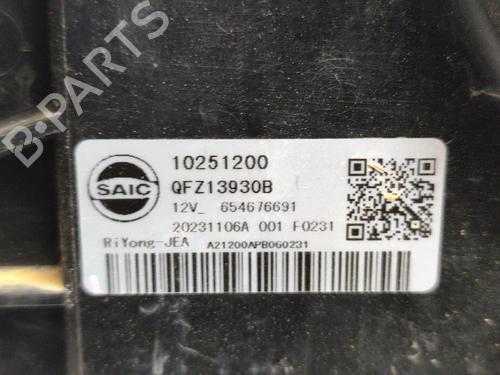 B-PARTS
SAIC
10251200
QFZ13930B
12V_ 654676691
20231106A 001 F0231
RiYong-JEA A21200APB060231